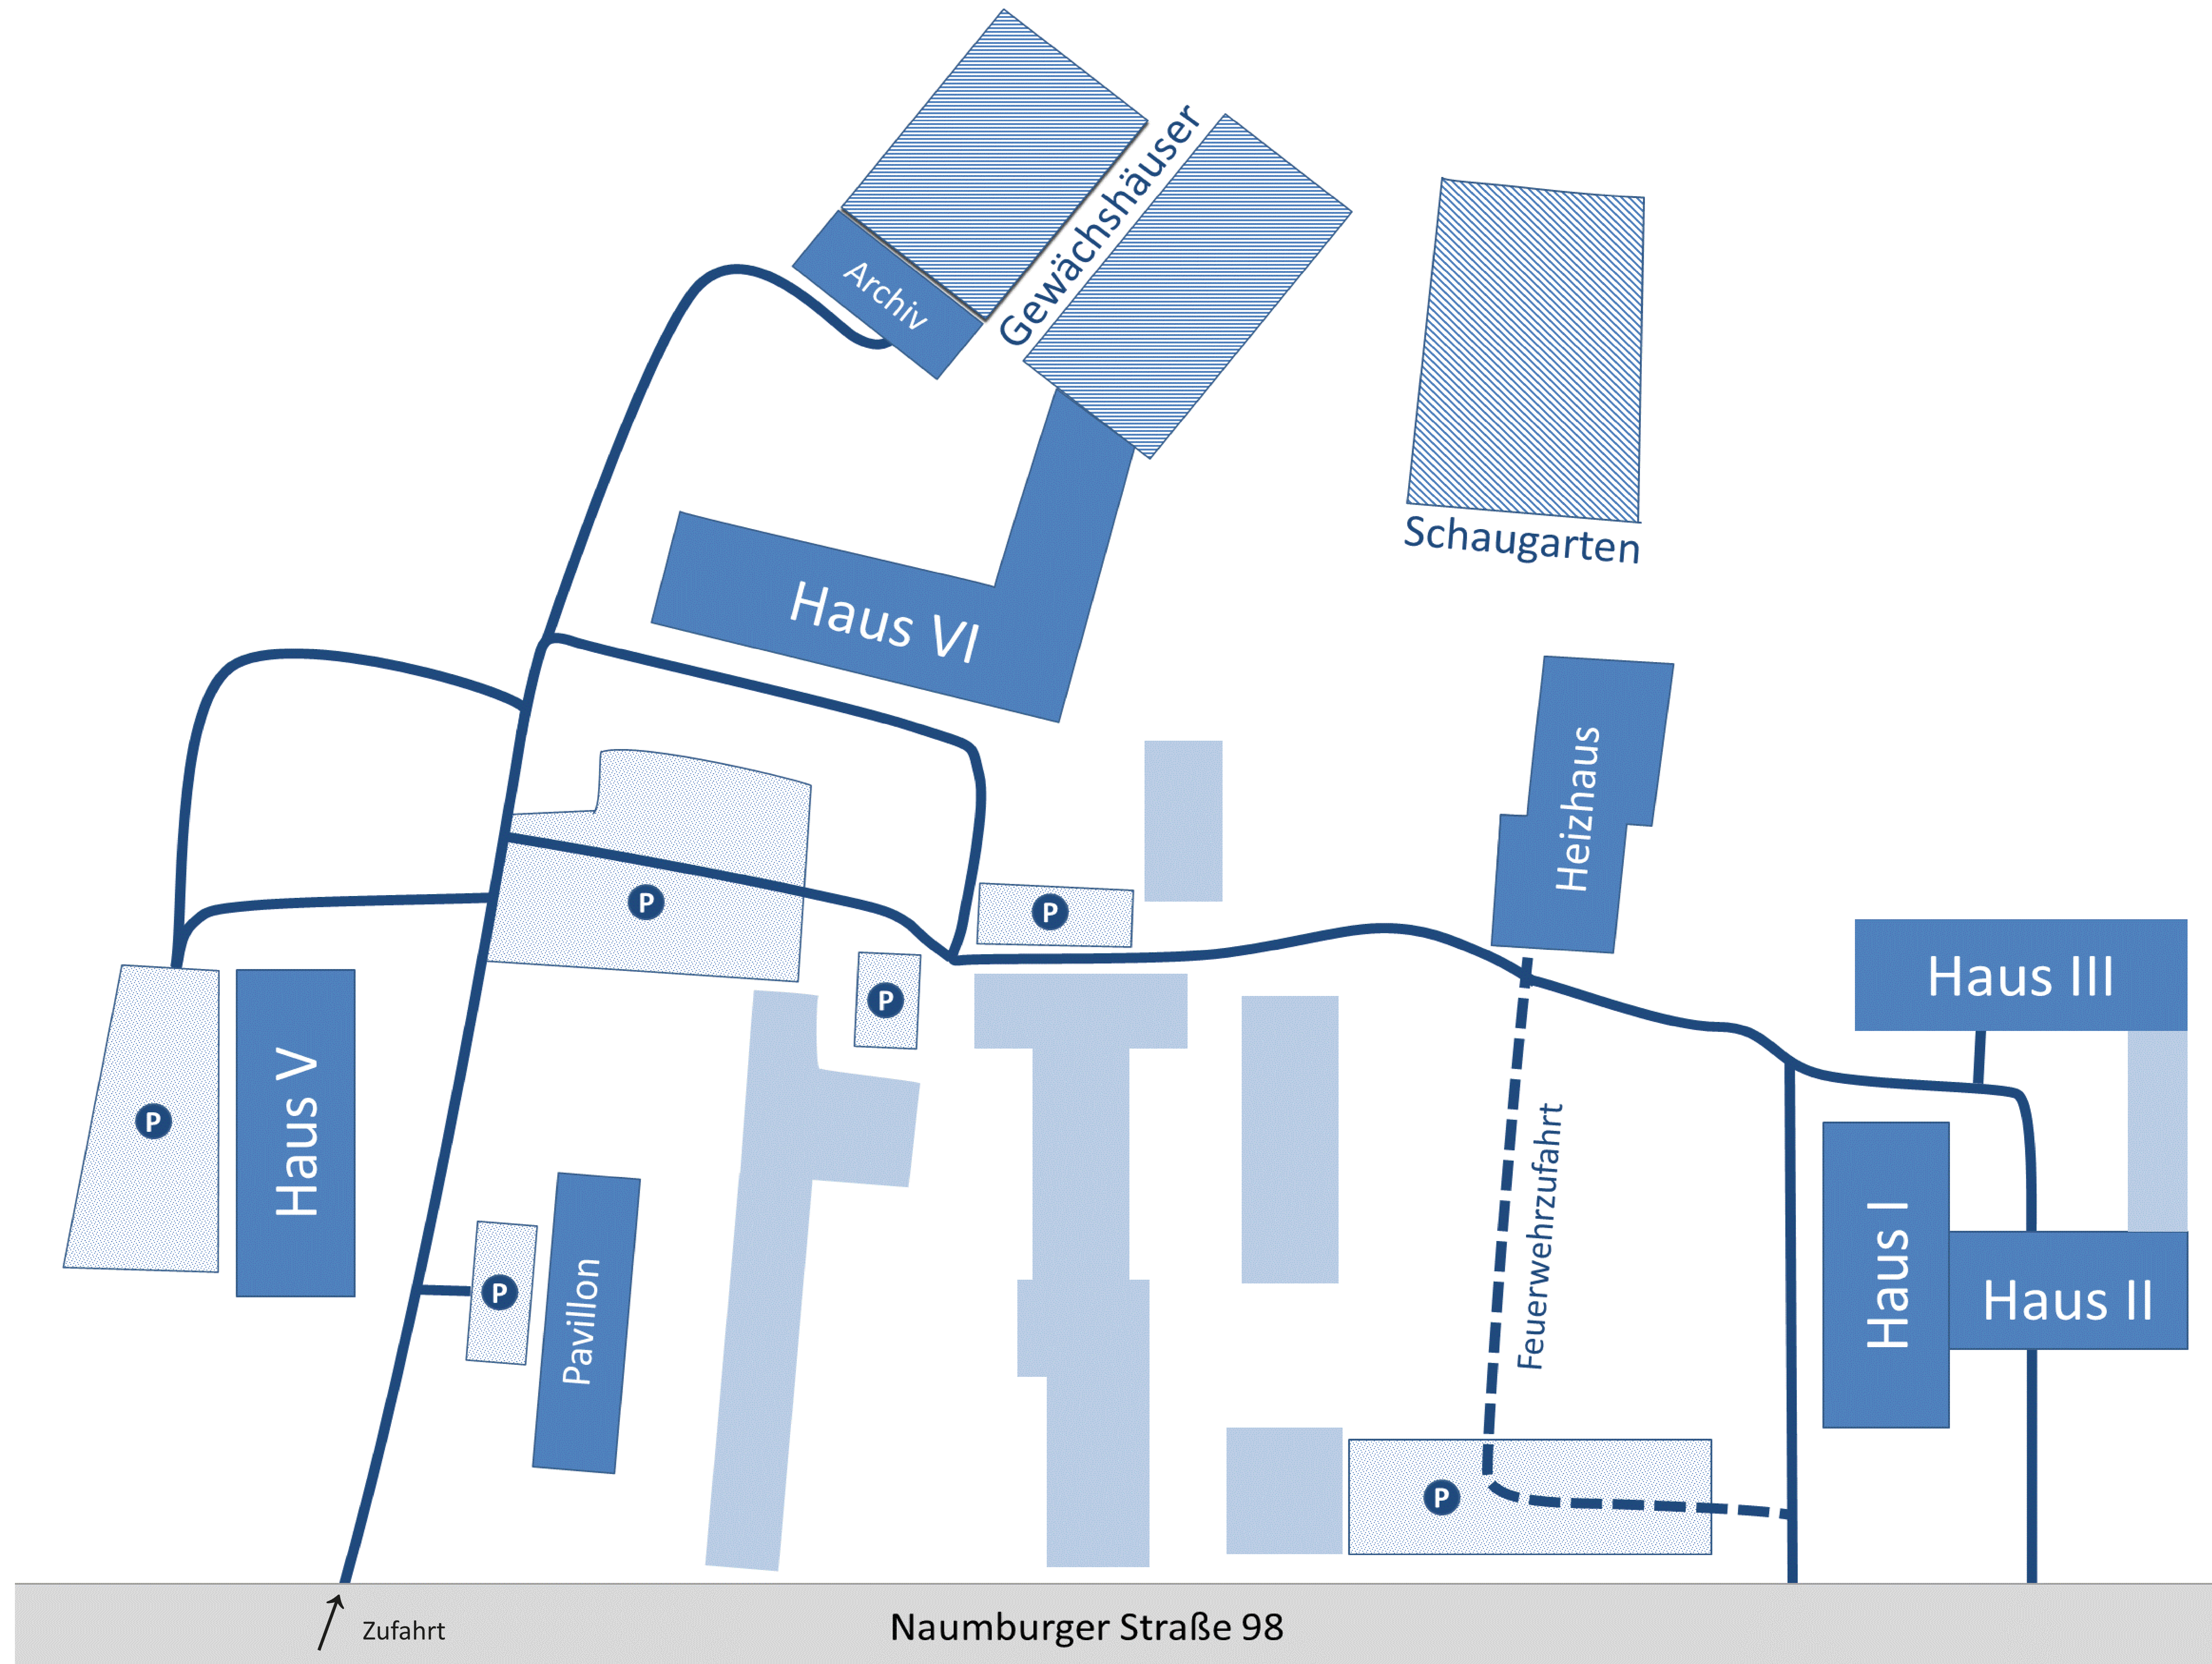 Gewächshäuser
Archiv
Schaugarten
Haus VI
Heizhaus
P
P
P
Haus III
Haus V
P
Feuerwehrzufahrt
Haus I
Haus II
P
Pavillon
P
Zufahrt
Naumburger Straße 98